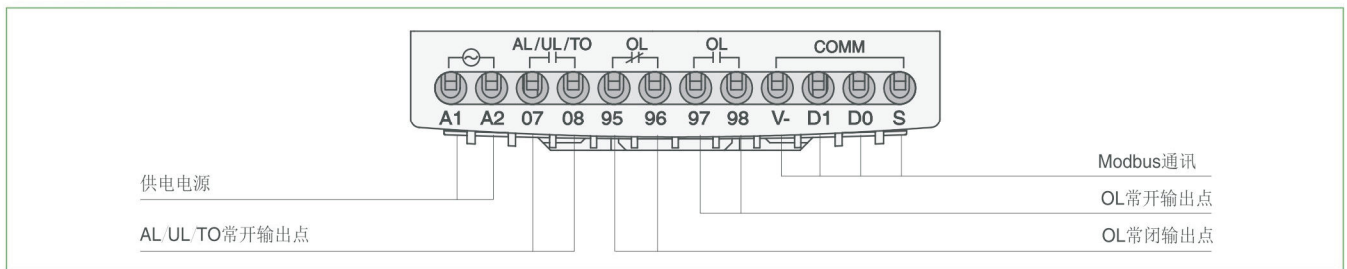 AL/UL/TO OL OL COMM
A1 A2 07 08 95 96 97 98 V- D1 D0 S
Modbus通讯
供电电源
OL常开输出点
AL/UL/TO常开输出点
OL常闭输出点